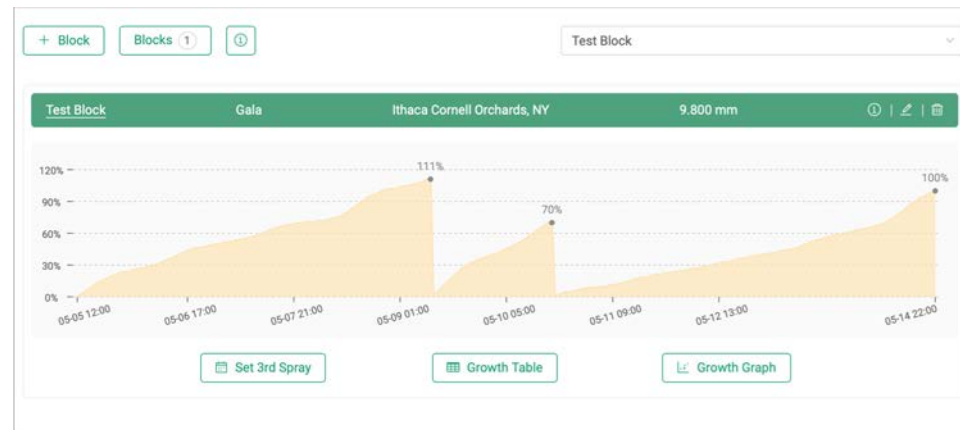 + Block Blocks 1 Test Block
Test Block Gala Ithaca Cornell Orchards, NY 9.800 mm
111%
120%
100%
90%
70%
60%
30%
0%
05-05 12:00 05-06 17:00 05-07 21:00 05-09 01:00 05-10 05:00 05-11 09:00 05-12 13:00 05-14 22:00
Set 3rd Spray Growth Table Growth Graph